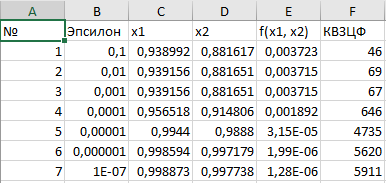 A B C D E F
№ Эпсилон x1 x2 f(x1, x2) КВЗЦФ
1 0,1 0,938992 0,881617 0,003723 46
2 0,01 0,939156 0,881651 0,003715 69
3 0,001 0,939156 0,881651 0,003715 67
4 0,0001 0,956518 0,914806 0,001892 646
5 0,00001 0,9944 0,9888 3,15E-05 4735
6 0,000001 0,998594 0,997179 1,99E-06 5620
7 1E-07 0,998873 0,997738 1,28E-06 5911